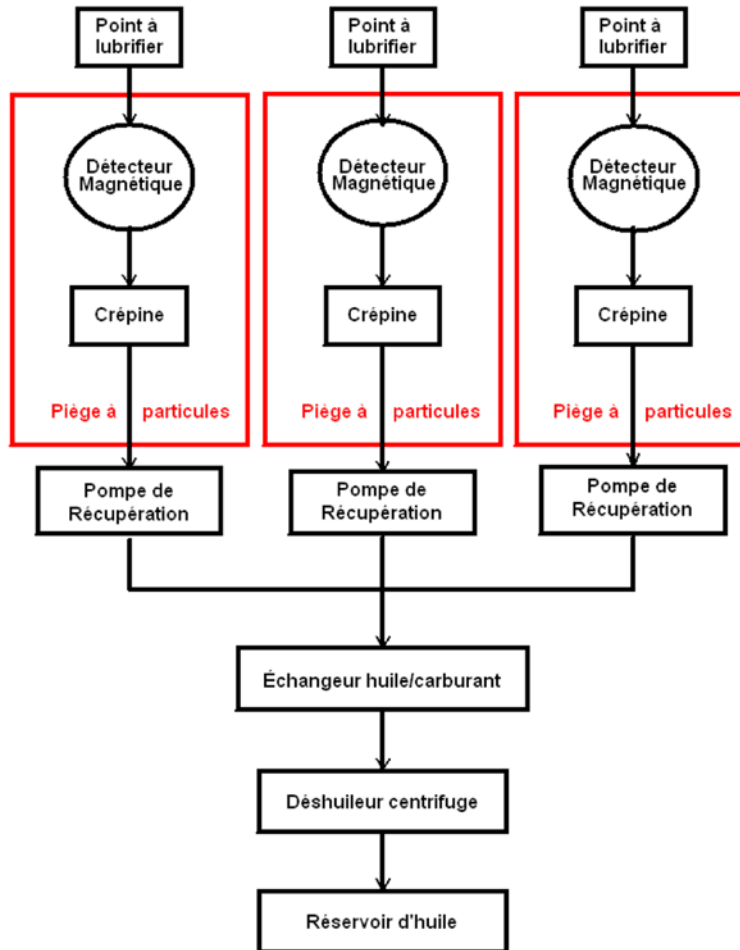 Point à
lubrifier
Point à
lubrifier
Point à
lubrifier
Détecteur
Magnétique
Détecteur
Magnétique
Détecteur
Magnétique
Crépine
Crépine
Crépine
Piège à particules
Piège à particules
Piège à particules
Pompe de
Récupération
Pompe de
Récupération
Pompe de
Récupération
Échangeur huile/carburant
Déshuileur centrifuge
Réservoir d'huile